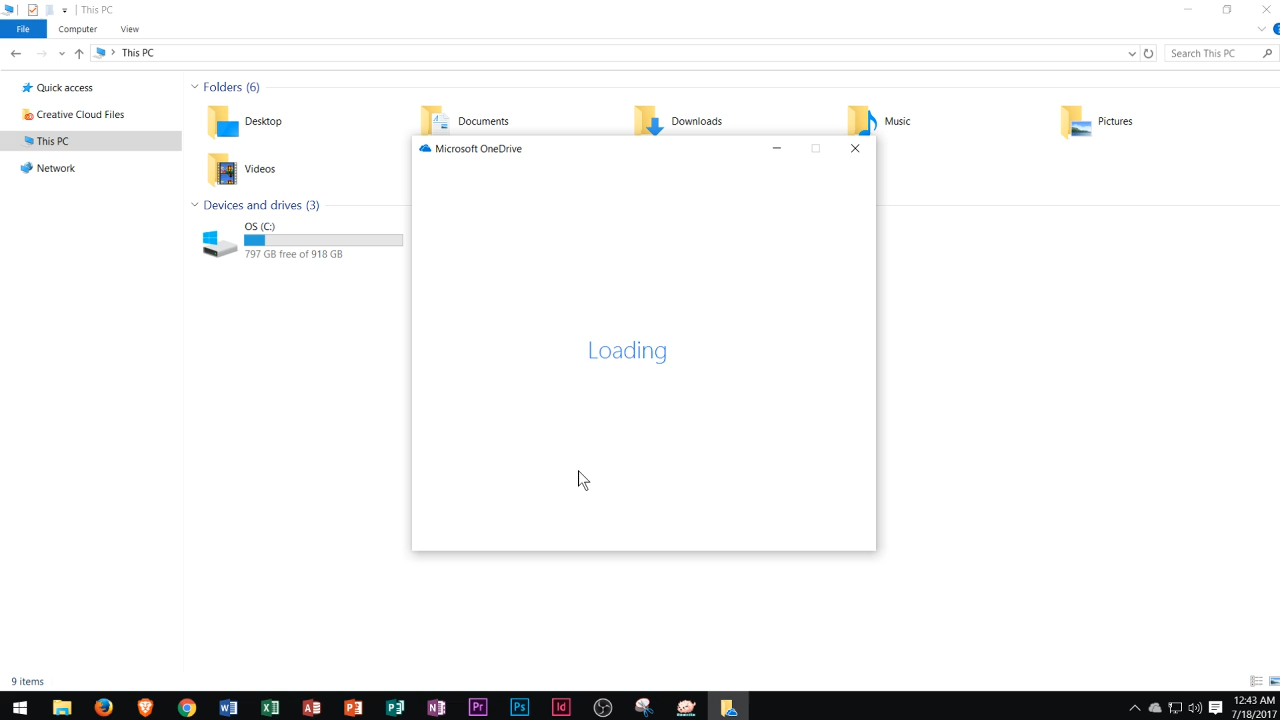 This PC
File Computer View
This PC
Search This PC
Quick access
Creative Cloud Files
This PC
Network
Folders (6)
Desktop
Documents
Downloads
Music
Pictures
Videos
Devices and drives (3)
OS (C:)
797 GB free of 918 GB
Microsoft OneDrive
Loading
9 items
12:43 AM
7/18/2017